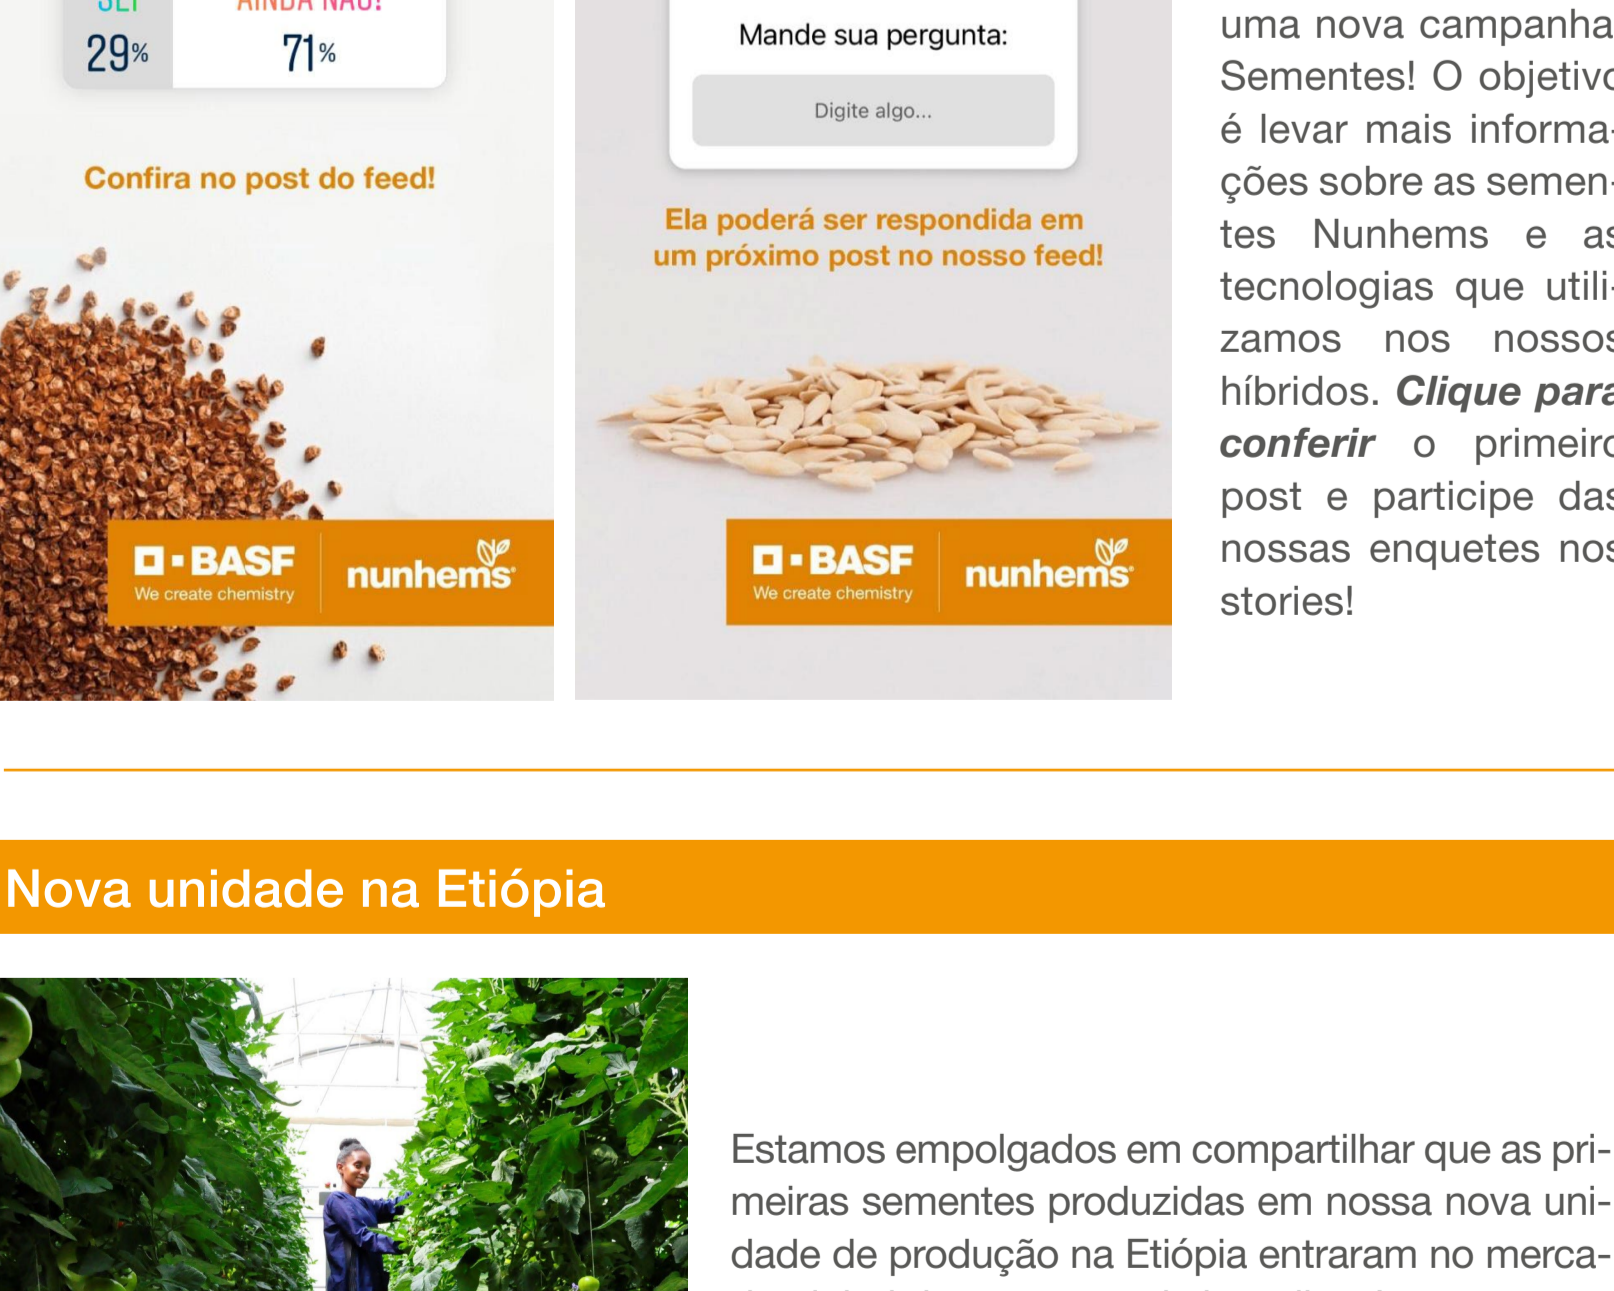 SEI
AINDA NÃO!
29%
71%
Confira no post do feed!
BASF
We create chemistry
nunhems
Mande sua pergunta:
Digite algo...
Ela poderá ser respondida em
um próximo post no nosso feed!
BASF
We create chemistry
nunhems
uma nova campanha
Sementes! O objetivo
é levar mais informa-
ções sobre as semen-
tes Nunhems e as
tecnologias que utili-
zamos nos nossos
híbridos. Clique para
conferir o primeiro
post e participe das
nossas enquetes nos
stories!
Nova unidade na Etiópia
Estamos empolgados em compartilhar que as pri-
meiras sementes produzidas em nossa nova uni-
dade de produção na Etiópia entraram no merca-